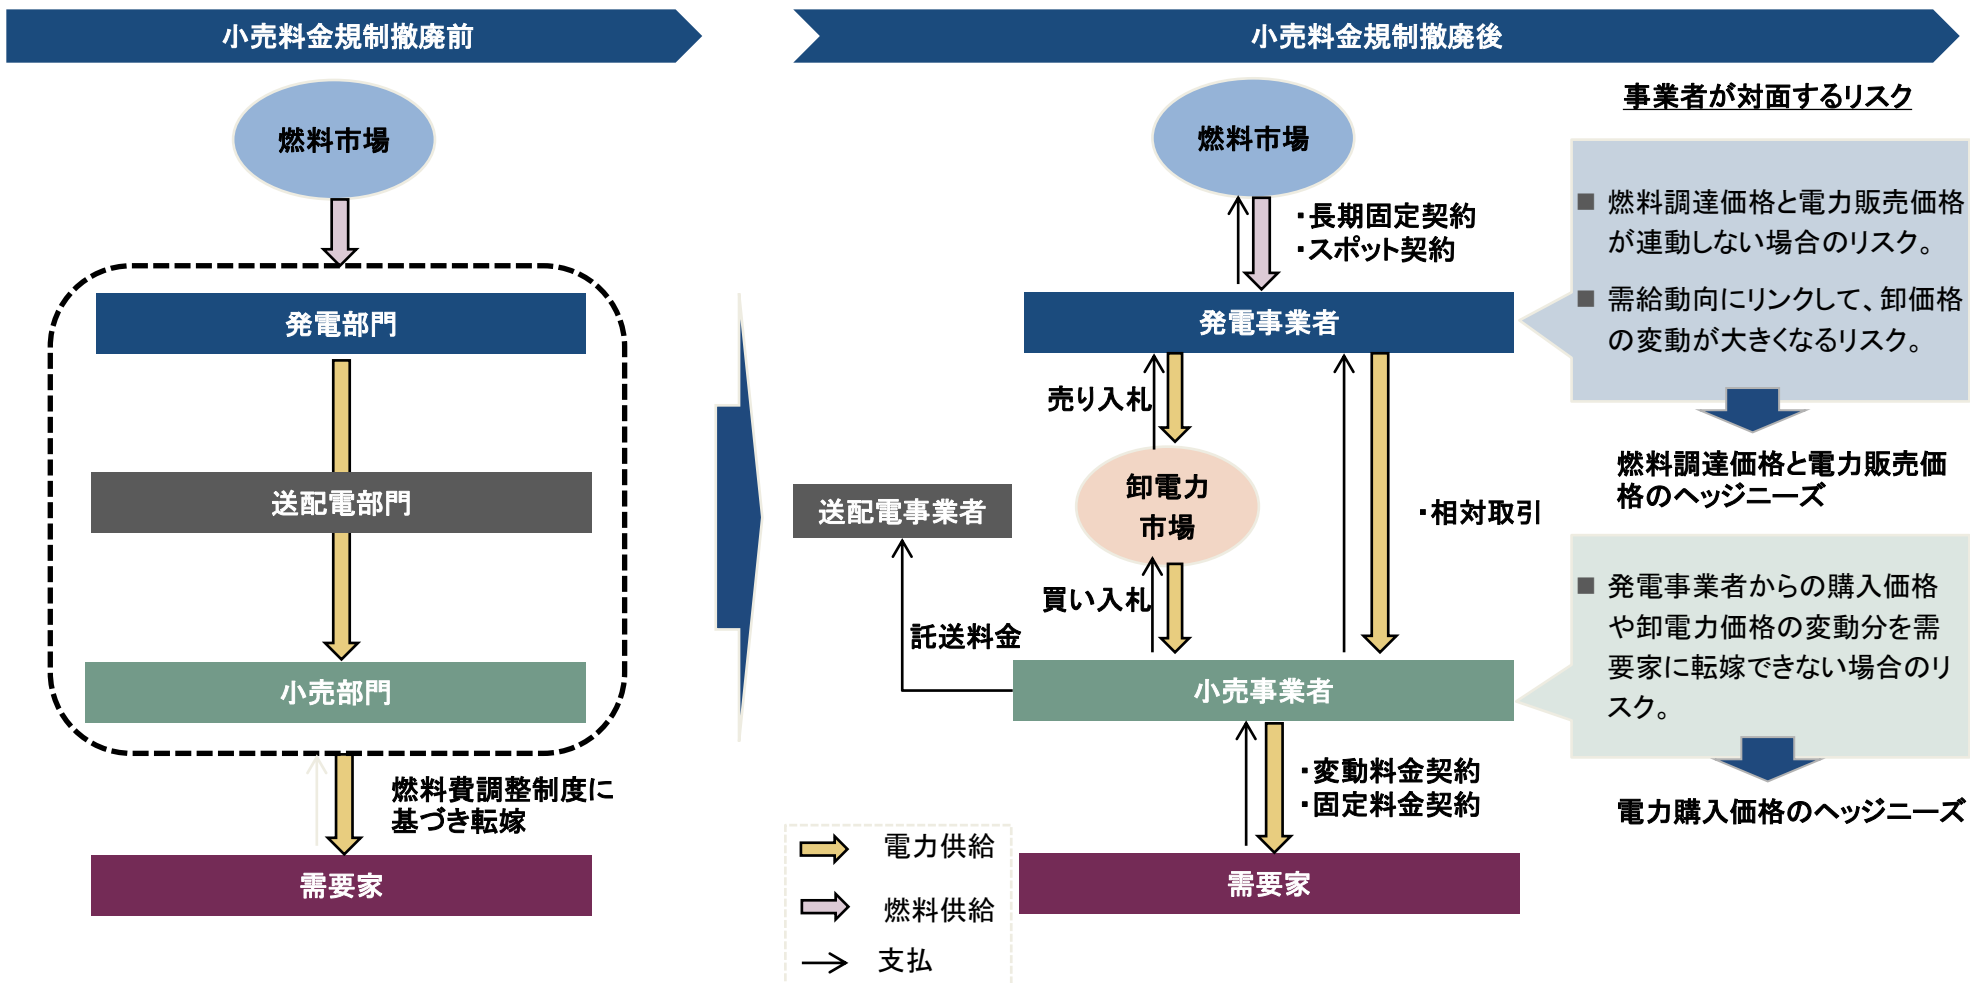 小売料金規制撤廃前
燃料市場
発電部門
送配電部門
小売部門
燃料費調整制度に
基づき転嫁
需要家
小売料金規制撤廃後
燃料市場
・長期固定契約
・スポット契約
発電事業者
売り入札
卸電力
市場
送配電事業者
・相対取引
買い入札
託送料金
小売事業者
・変動料金契約
・固定料金契約
需要家
電力供給
燃料供給
支払
事業者が対面するリスク
■ 燃料調達価格と電力販売価格
が連動しない場合のリスク。
■ 需給動向にリンクして、卸価格
の変動が大きくなるリスク。
燃料調達価格と電力販売価
格のヘッジニーズ
■ 発電事業者からの購入価格
や卸電力価格の変動分を需
要家に転嫁できない場合のリ
スク。
電力購入価格のヘッジニーズ